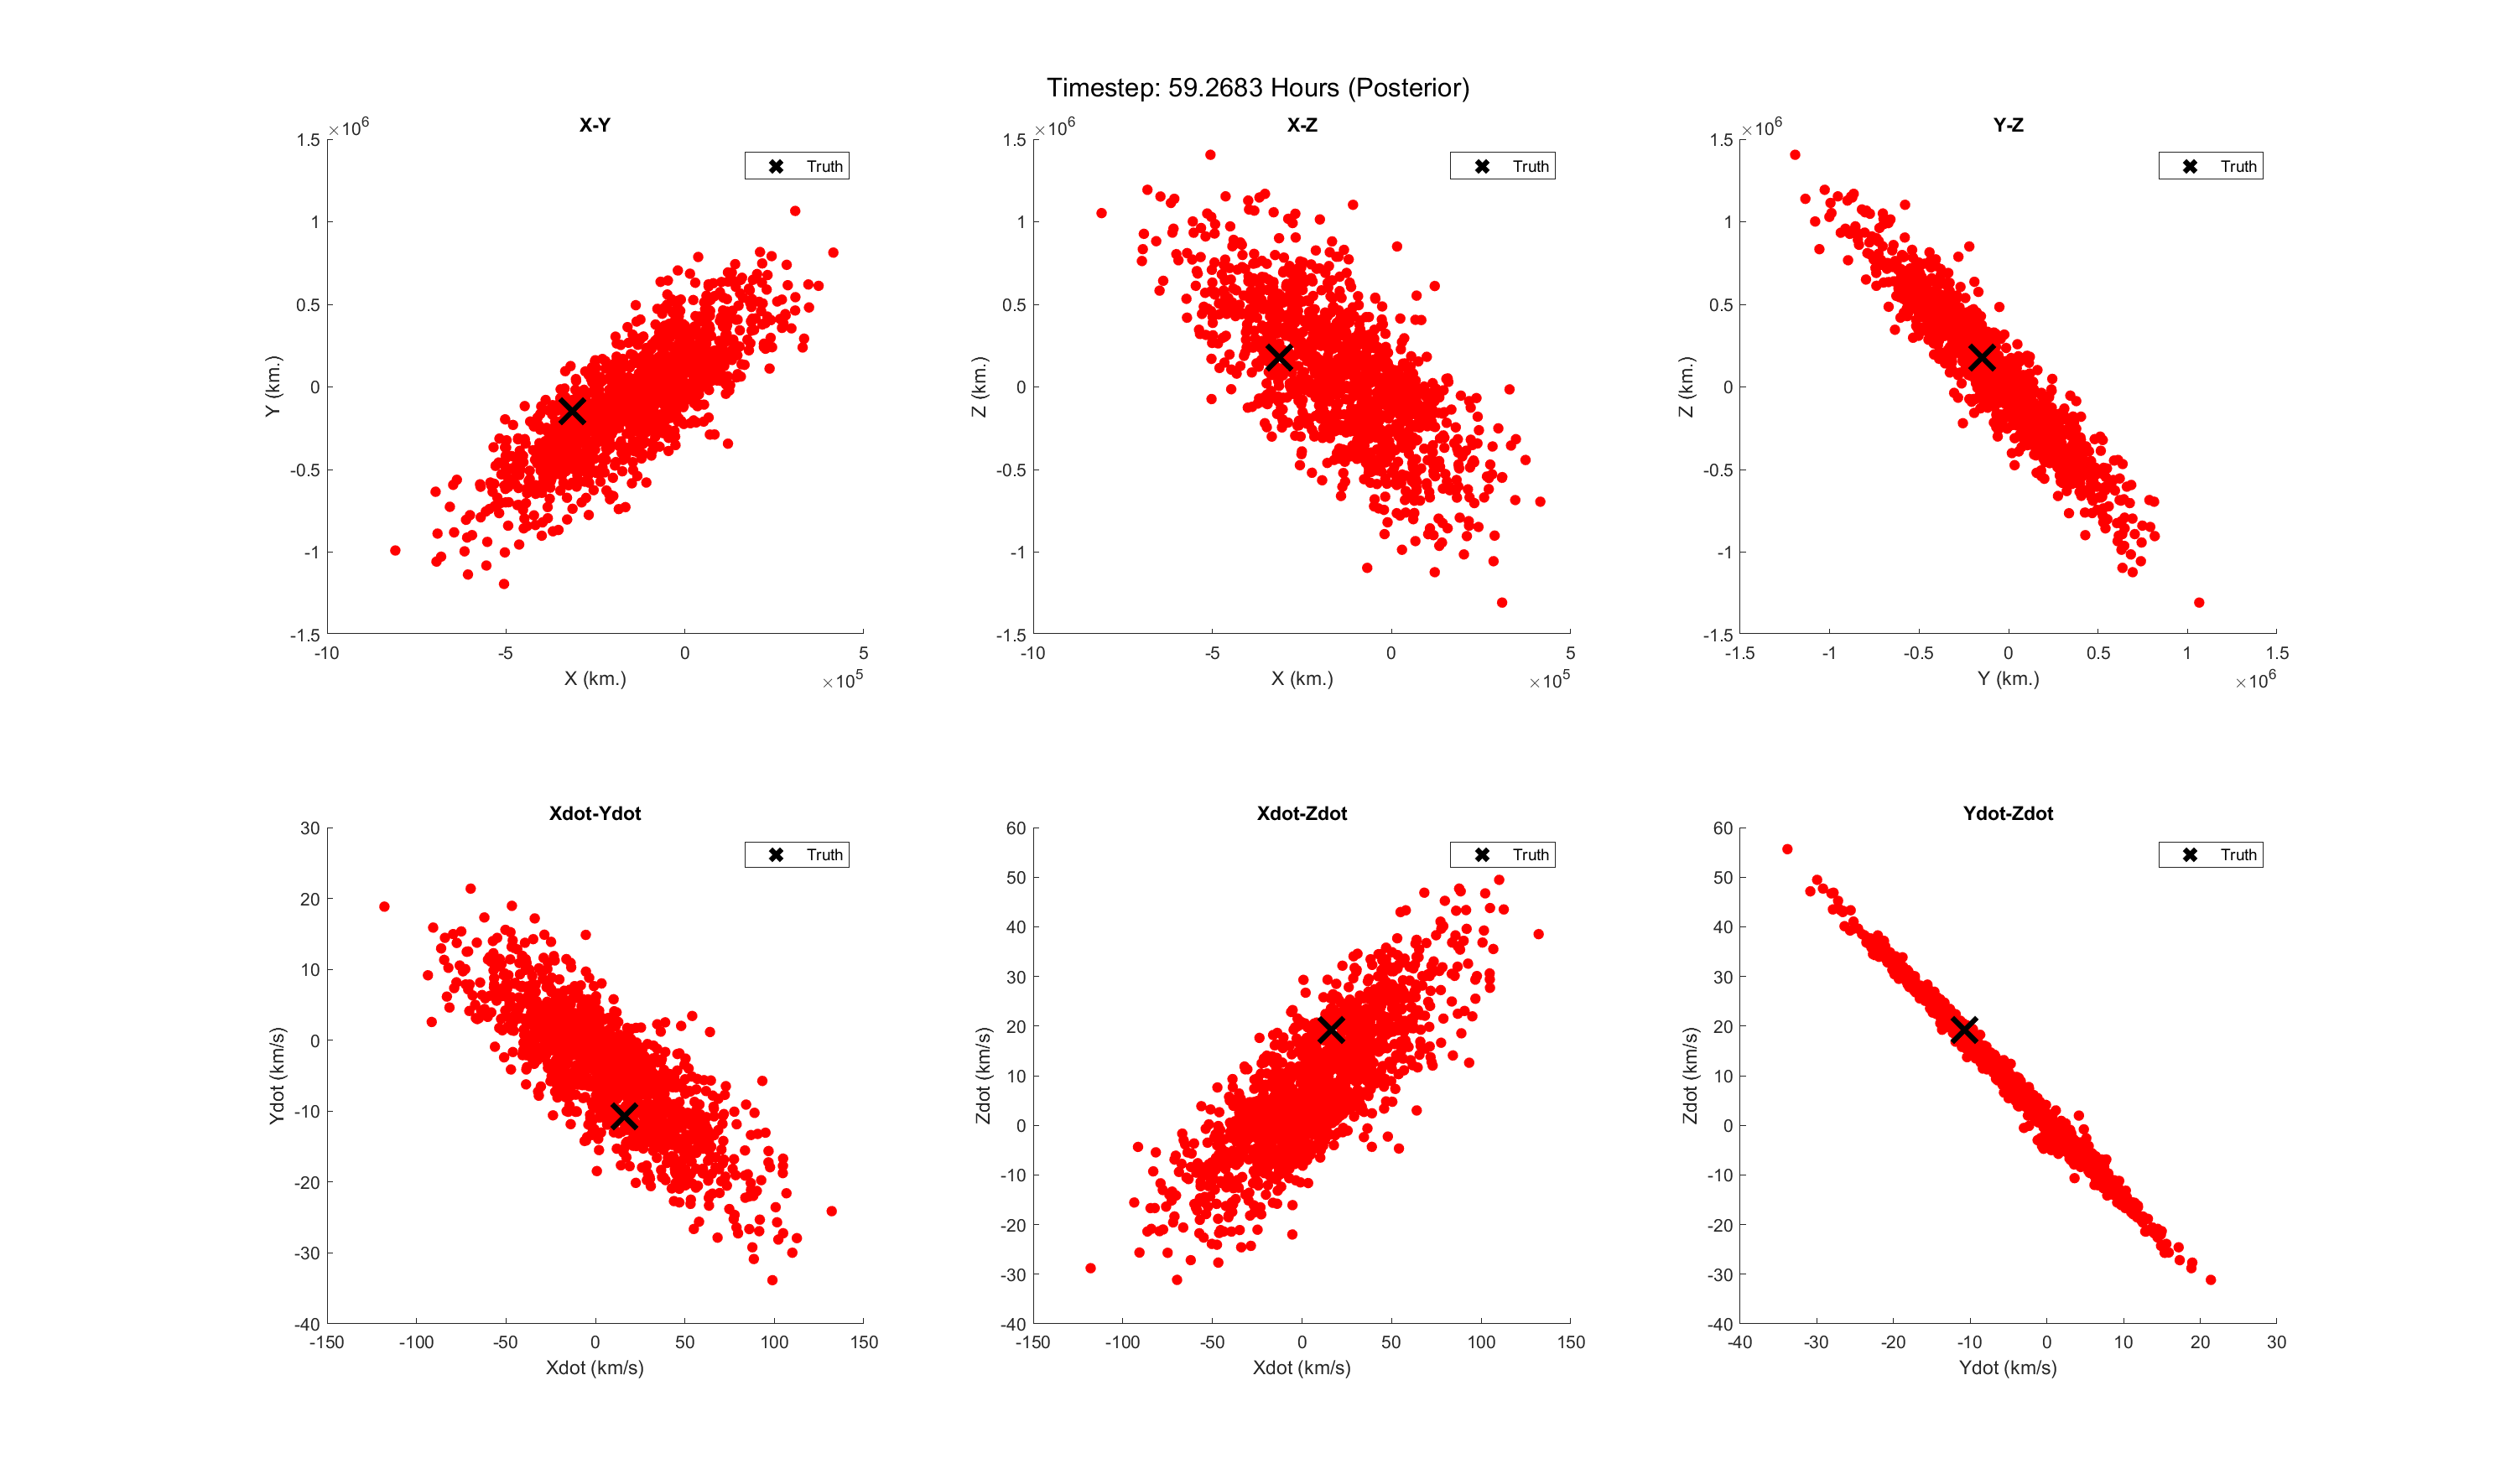 Timestep: 59.2683 Hours (Posterior)
X-Y
×10^6
Truth
1.5
1
0.5
0
-0.5
-1
-1.5
Y (km.)
-10 -5 0 5
X (km.)
×10^5
X-Z
×10^6
Truth
1.5
1
0.5
0
-0.5
-1
-1.5
Z (km.)
-10 -5 0 5
X (km.)
×10^5
Y-Z
×10^6
Truth
1.5
1
0.5
0
-0.5
-1
-1.5
Z (km.)
-1.5 -1 -0.5 0 0.5 1 1.5
Y (km.)
×10^6
Xdot-Ydot
Truth
30
20
10
0
-10
-20
-30
-40
Ydot (km/s)
-150 -100 -50 0 50 100 150
Xdot (km/s)
Xdot-Zdot
Truth
60
50
40
30
20
10
0
-10
-20
-30
-40
Zdot (km/s)
-150 -100 -50 0 50 100 150
Xdot (km/s)
Ydot-Zdot
Truth
60
50
40
30
20
10
0
-10
-20
-30
-40
Zdot (km/s)
-40 -30 -20 -10 0 10 20 30
Ydot (km/s)